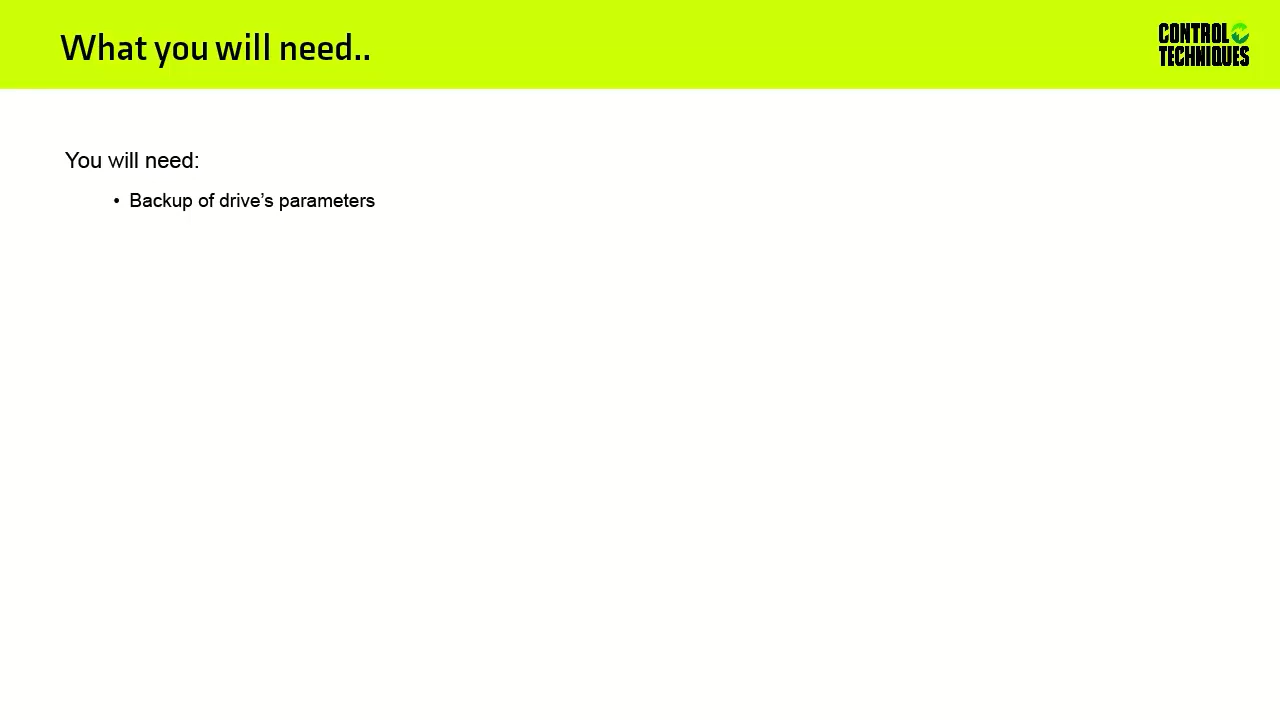 What you will need..
CONTROL
TECHNIQUES
You will need:
• Backup of drive’s parameters